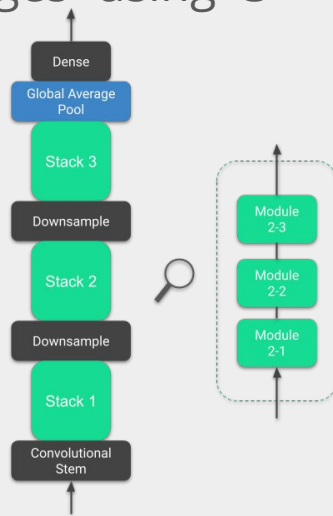 Dense
Global Average
Pool
Stack 3
Downsample
Stack 2
Downsample
Stack 1
Convolutional
Stem
Module
2-3
Module
2-2
Module
2-1